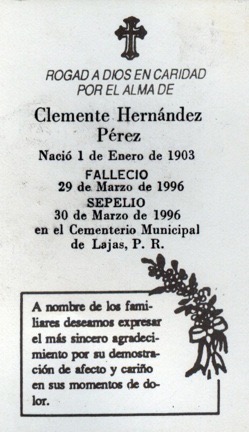 ROGAD A DIOS EN CARIDAD
POR EL ALMA DE
Clemente Hernández
Pérez
Nació 1 de Enero de 1903
FALLECIO
29 de Marzo de 1996
SEPELIO
30 de Marzo de 1996
en el Cementerio Municipal
de Lajas, P. R.
A nombre de los fami-
liares deseamos expresar
el más sincero agradeci-
miento por su demostra-
ción de afecto y cariño
en sus momentos de do-
lor.